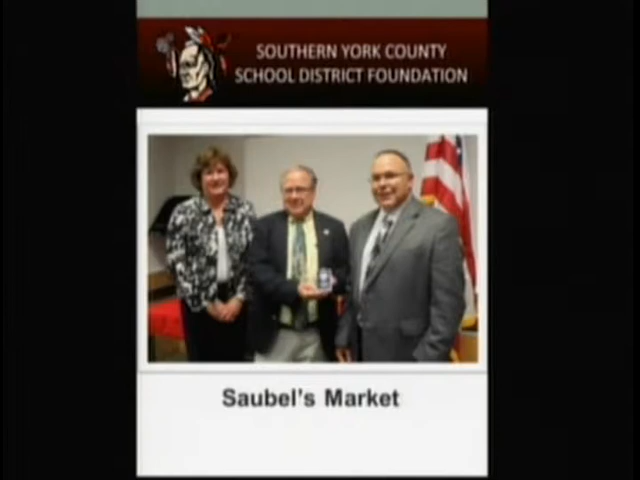 SOUTHERN YORK COUNTY
SCHOOL DISTRICT FOUNDATION
Saubel's Market